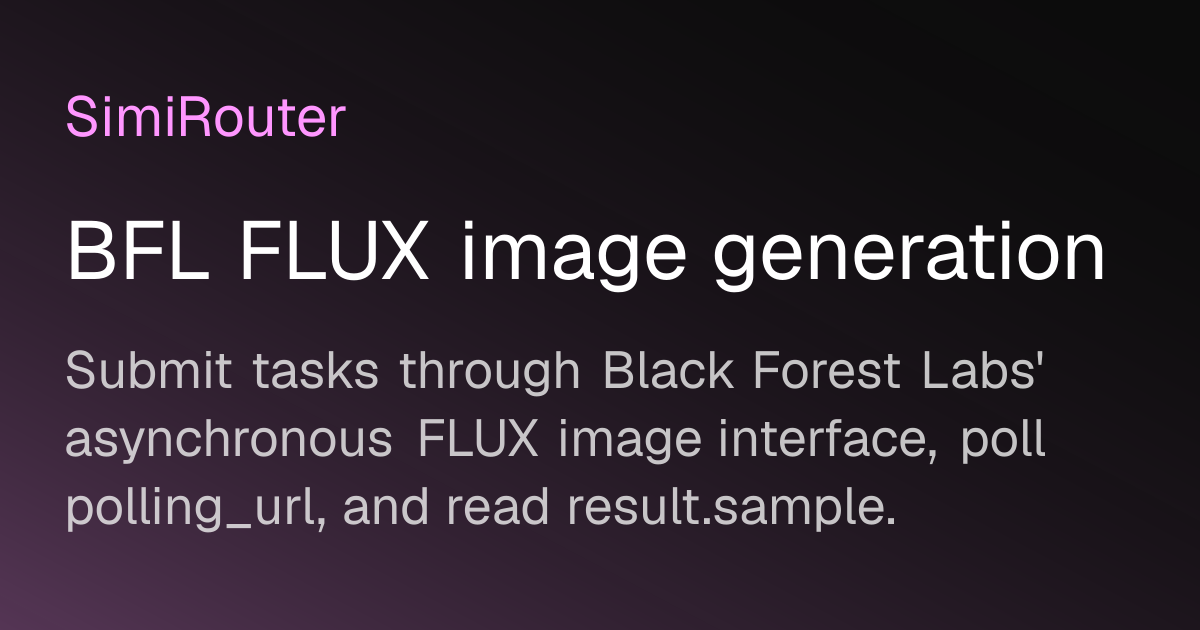 SimiRouter
BFL FLUX image generation
Submit tasks through Black Forest Labs'
asynchronous FLUX image interface, poll
polling_url, and read result.sample.